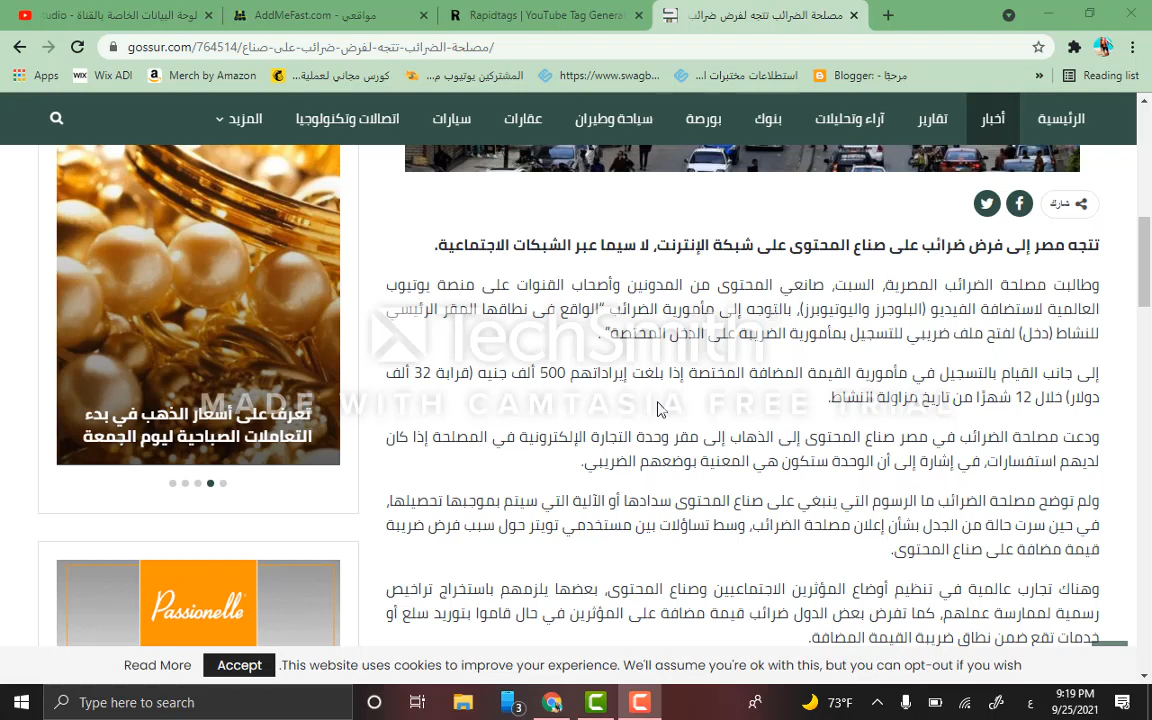 لوحة البيانات الخاصة بالقناة - tudio
AddMeFast.com - مواقعي
Rapidtags | YouTube Tag Genera
مصلحة الضرائب تتجه لفرض ضرائب
gossur.com/764514/مصلحة-الضرائب-تتجه-لفرض-ضرائب-على-صناع/
Apps
Wix ADI
Merch by Amazon
كورس مجاني لعملية...
المشتركين يوتيوب م...
https://www.swagb...
استطلاعات مختبرات ا...
Blogger: - مرحبًا
»
Reading list
الرئيسية
أخبار
تقارير
آراء وتحليلات
بنوك
بورصة
سياحة وطيران
عقارات
سيارات
اتصالات وتكنولوجيا
المزيد
شارك
تتجه مصر إلى فرض ضرائب على صناع المحتوى على شبكة الإنترنت، لا سيما عبر الشبكات الاجتماعية.
وطالبت مصلحة الضرائب المصرية، السبت، صانعي المحتوى من المدونين وأصحاب القنوات على منصة يوتيوب
العالمية لاستضافة الفيديو (البلوجرز واليوتيوبرز)، بالتوجه إلى مأمورية الضرائب "الواقع في نطاقها المقر الرئيسي
للنشاط (دخل) لفتح ملف ضريبي للتسجيل بمأمورية الضريبة على الدخل المختصة" .
إلى جانب القيام بالتسجيل في مأمورية القيمة المضافة المختصة إذا بلغت إيراداتهم 500 ألف جنيه (قرابة 32 ألف
دولار) خلال 12 شهرًا من تاريخ مزاولة النشاط.
ودعت مصلحة الضرائب في مصر صناع المحتوى إلى الذهاب إلى مقر وحدة التجارة الإلكترونية في المصلحة إذا كان
لديهم استفسارات، في إشارة إلى أن الوحدة ستكون هي المعنية بوضعهم الضريبي.
ولم توضح مصلحة الضرائب ما الرسوم التي ينبغي على صناع المحتوى سدادها أو الآلية التي سيتم بموجبها تحصيلها،
في حين سرت حالة من الجدل بشأن إعلان مصلحة الضرائب، وسط تساؤلات بين مستخدمي تويتر حول سبب فرض ضريبة
قيمة مضافة على صناع المحتوى.
وهناك تجارب عالمية في تنظيم أوضاع المؤثرين الاجتماعيين وصناع المحتوى، بعضها يلزمهم باستخراج تراخيص
رسمية لممارسة عملهم، كما تفرض بعض الدول ضرائب قيمة مضافة على المؤثرين في حال قاموا بتوريد سلع أو
خدمات تقع ضمن نطاق ضريبة القيمة المضافة.
تعرف على أسعار الذهب في بدء
التعاملات الصباحية ليوم الجمعة
Passionelle
TechSmith
MADE WITH CAMTASIA FREE TRIAL
Read More
Accept
.This website uses cookies to improve your experience. We'll assume you're ok with this, but you can opt-out if you wish
Type here to search
3
73°F
ع
9:19 PM
9/25/2021